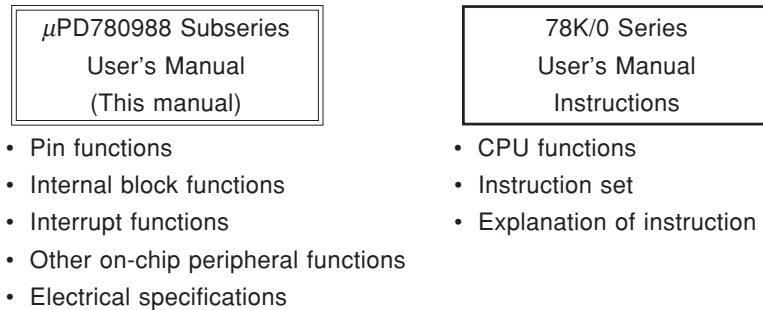 μPD780988 Subseries
User's Manual
(This manual)
• Pin functions
• Internal block functions
• Interrupt functions
• Other on-chip peripheral functions
• Electrical specifications
78K/0 Series
User's Manual
Instructions
• CPU functions
• Instruction set
• Explanation of instruction